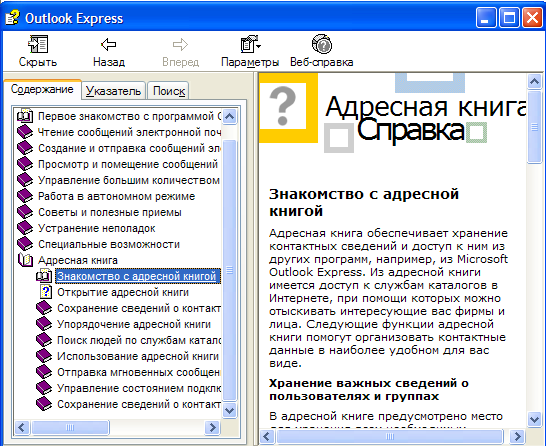 Outlook Express
Скрыть
Назад
Вперед
Параметры
Веб-справка
Содержание
Указатель
Поиск
Первое знакомство с программой О
Чтение сообщений электронной поч
Создание и отправка сообщений эл
Просмотр и помещение сообщений
Управление большим количеством
Работа в автономном режиме
Советы и полезные приемы
Устранение неполадок
Специальные возможности
Адресная книга
Знакомство с адресной книгой
Открытие адресной книги
Сохранение сведений о контакт
Упорядочение адресной книги
Поиск людей по службам катало
Использование адресной книги
Отправка мгновенных сообщен
Управление состоянием подклю
Сохранение сведений о контакт
Адресная книга
Справка
Знакомство с адресной
книгой
Адресная книга обеспечивает хранение
контактных сведений и доступ к ним из
других программ, например, из Microsoft
Outlook Express. Из адресной книги
имеется доступ к службам каталогов в
Интернете, при помощи которых можно
отыскивать интересующие вас фирмы и
лица. Следующие функции адресной
книги помогут организовать контактные
данные в наиболее удобном для вас
виде.
Хранение важных сведений о
пользователях и группах
В адресной книге предусмотрено место